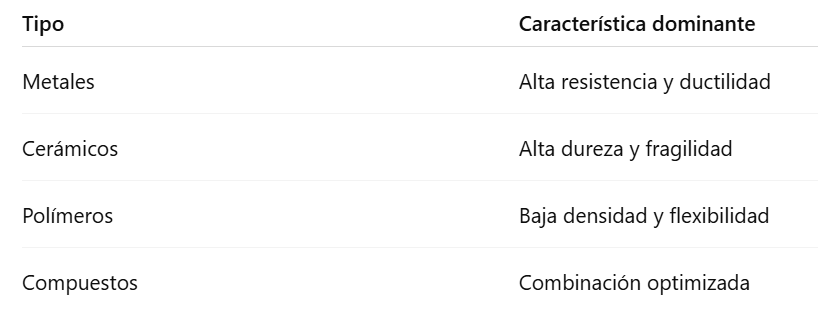 Tipo Característica dominante
Metales Alta resistencia y ductilidad
Cerámicos Alta dureza y fragilidad
Polímeros Baja densidad y flexibilidad
Compuestos Combinación optimizada